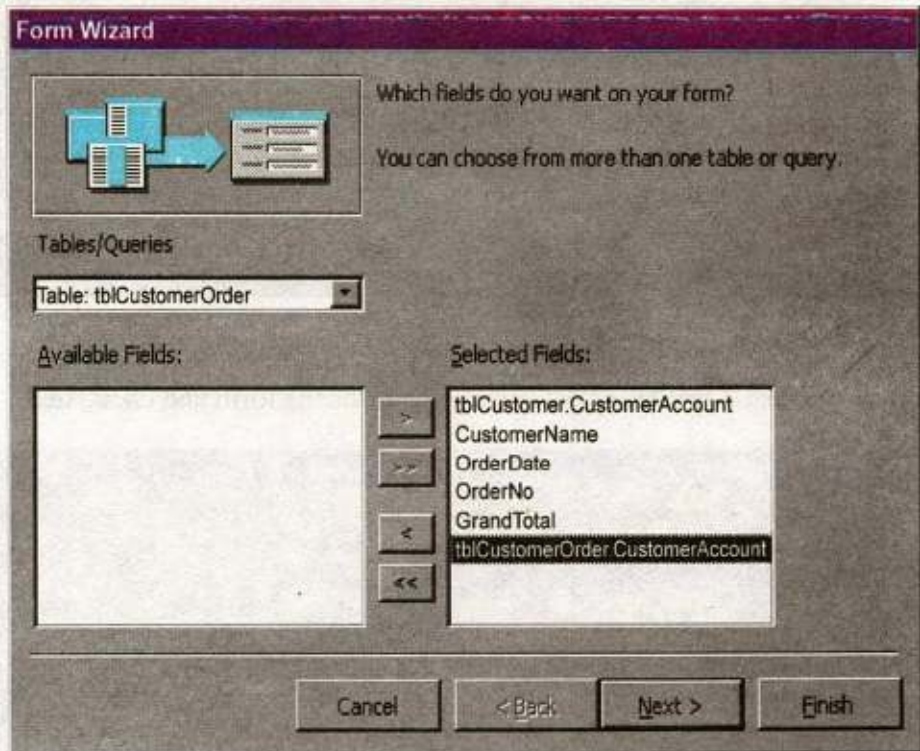 Form Wizard
Which fields do you want on your form?
You can choose from more than one table or query.
Tables/Queries
Table: tblCustomerOrder
Available Fields:
Selected Fields:
tblCustomer.CustomerAccount
CustomerName
OrderDate
OrderNo
GrandTotal
tblCustomerOrder.CustomerAccount
>
>>
<
<<
Cancel
< Back
Next >
Finish